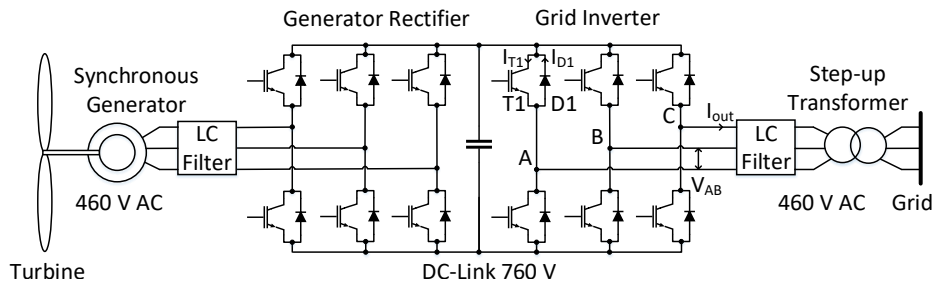 Generator Rectifier
Grid Inverter
Synchronous
Generator
LC
Filter
460 V AC
Turbine
I_T1
I_D1
T1
D1
A
B
C
I_out
V_AB
DC-Link 760 V
LC
Filter
Step-up
Transformer
460 V AC
Grid